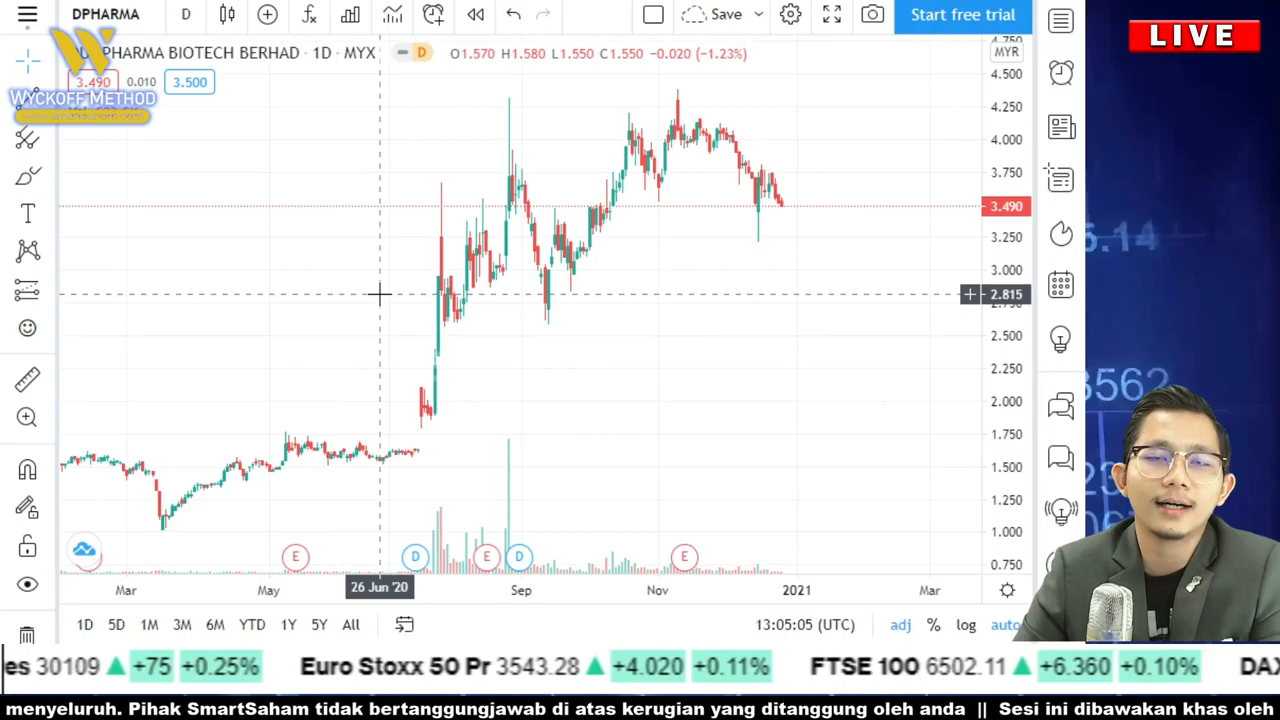 DPHARMA
D
Save
Start free trial
LIVE
PHARMA BIOTECH BERHAD · 1D · MYX
D
O1.570 H1.580 L1.550 C1.550 −0.020 (−1.23%)
MYR
3.490
0.010
3.500
WYCKOFF METHOD
www.smartsaham.com
4.500
4.250
4.000
3.750
3.490
3.250
3.000
2.815
2.500
2.250
2.000
1.750
1.500
1.250
1.000
0.750
5.14
3562
E
D
E
D
E
Mar
May
26 Jun '20
Sep
Nov
2021
Mar
1D
5D
1M
3M
6M
YTD
1Y
5Y
All
13:05:05 (UTC)
adj
%
log
auto
es 30109 +75 +0.25%
Euro Stoxx 50 Pr 3543.28 +4.020 +0.11%
FTSE 100 6502.11 +6.360 +0.10%
DAX
menyeluruh. Pihak SmartSaham tidak bertanggungjawab di atas kerugian yang ditanggung oleh anda || Sesi ini dibawakan khas oleh